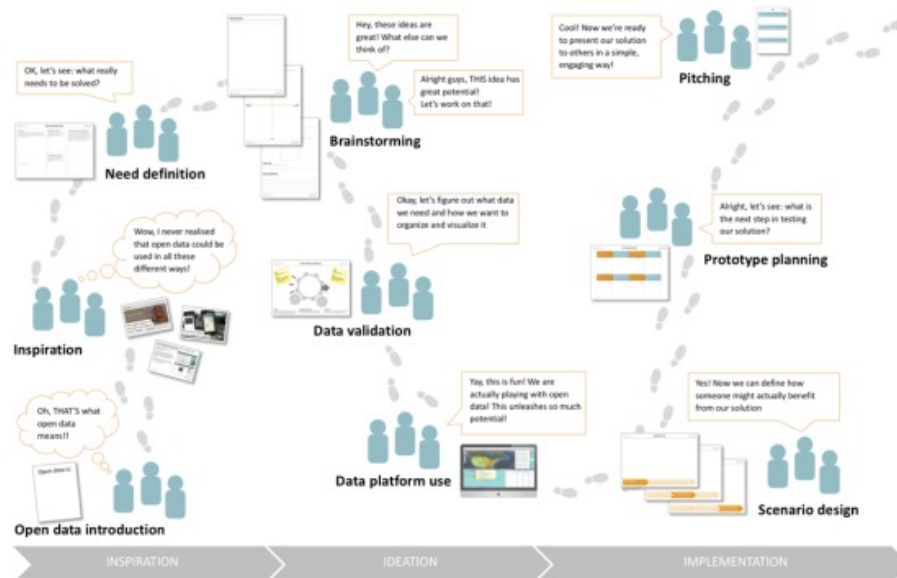 Oh, THAT'S what
open data
means!!
Open data is
Open data introduction
Wow, I never realised
that open data could be
used in all these
different ways!
Inspiration
OK, let's see: what really
needs to be solved?
Need definition
Hey, these ideas are
great! What else can we
think of?
Alright guys, THIS idea has
great potential!
Let's work on that!
Brainstorming
Okay, let's figure out what data
we need and how we want to
organize and visualize it
Data validation
Yay, this is fun! We are
actually playing with open
data! This unleashes so much
potential!
Data platform use
Yes! Now we can define how
someone might actually benefit
from our solution
Scenario design
Alright, let's see: what is
the next step in testing
our solution?
Prototype planning
Cool! Now we're ready
to present our solution
to others in a simple,
engaging way!
Pitching
INSPIRATION
IDEATION
IMPLEMENTATION